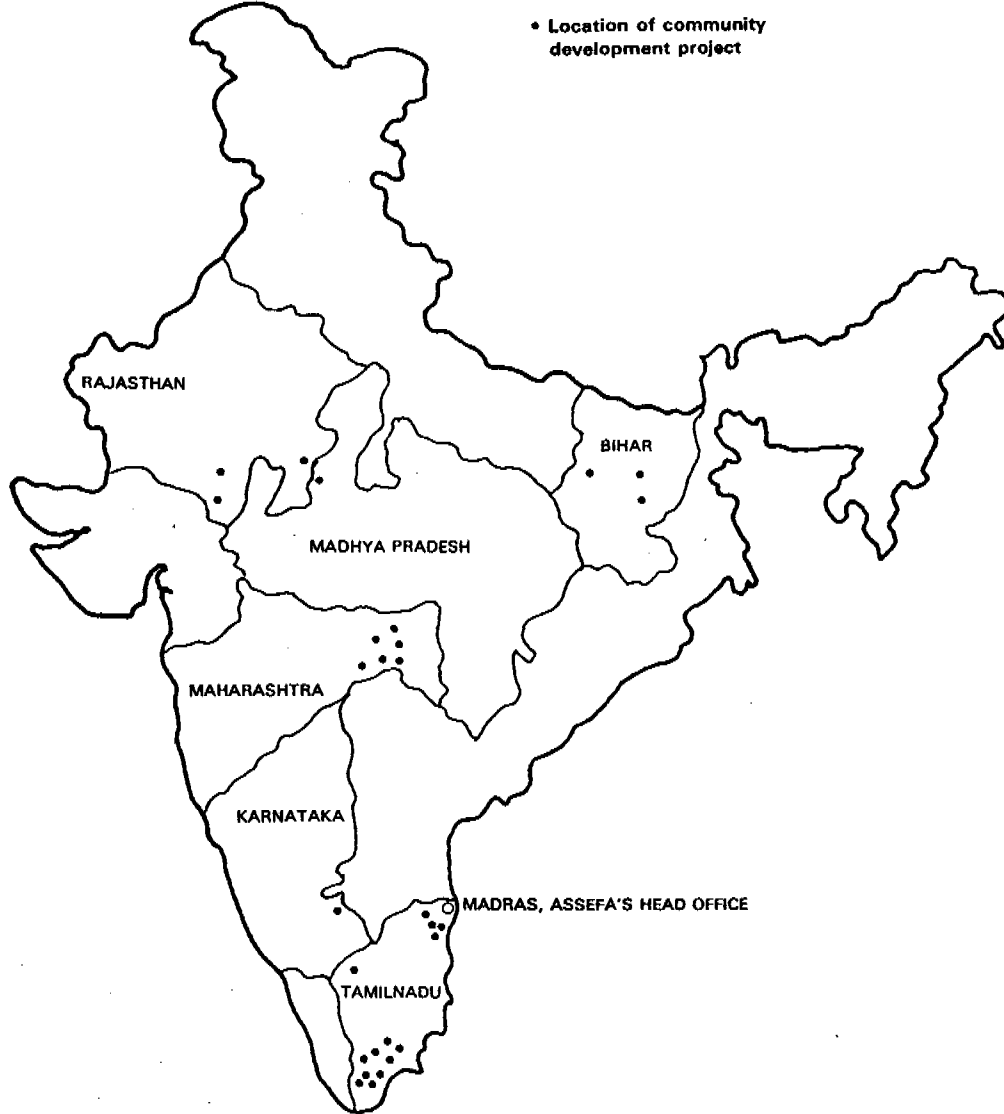 • Location of community
development project
RAJASTHAN
BIHAR
MADHYA PRADESH
MAHARASHTRA
KARNATAKA
MADRAS, ASSEFA'S HEAD OFFICE
TAMILNADU